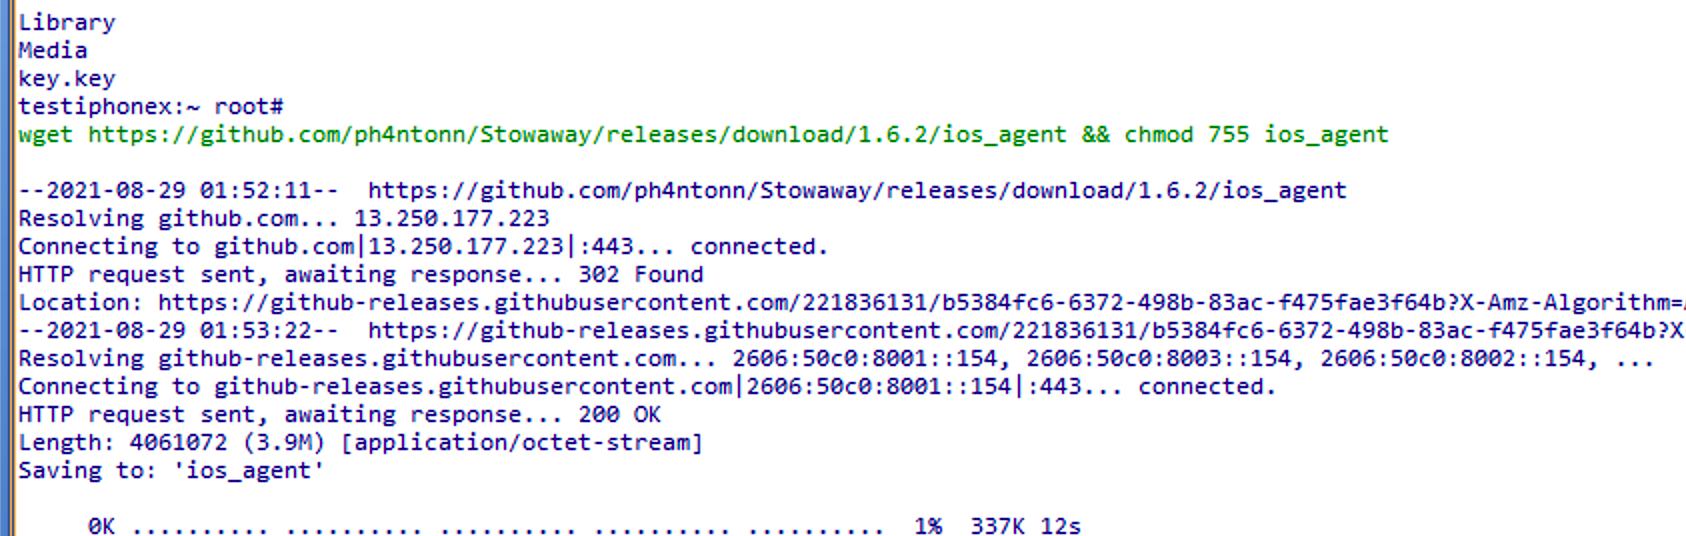 Library
Media
key.key
testiphonex:~ root#
wget https://github.com/ph4ntonn/Stowaway/releases/download/1.6.2/ios_agent && chmod 755 ios_agent
--2021-08-29 01:52:11--  https://github.com/ph4ntonn/Stowaway/releases/download/1.6.2/ios_agent
Resolving github.com... 13.250.177.223
Connecting to github.com|13.250.177.223|:443... connected.
HTTP request sent, awaiting response... 302 Found
Location: https://github-releases.githubusercontent.com/221836131/b5384fc6-6372-498b-83ac-f475fae3f64b?X-Amz-Algorithm=
--2021-08-29 01:53:22--  https://github-releases.githubusercontent.com/221836131/b5384fc6-6372-498b-83ac-f475fae3f64b?X
Resolving github-releases.githubusercontent.com... 2606:50c0:8001::154, 2606:50c0:8003::154, 2606:50c0:8002::154, ...
Connecting to github-releases.githubusercontent.com|2606:50c0:8001::154|:443... connected.
HTTP request sent, awaiting response... 200 OK
Length: 4061072 (3.9M) [application/octet-stream]
Saving to: 'ios_agent'
0K .......... .......... .......... .......... ..........  1%  337K 12s